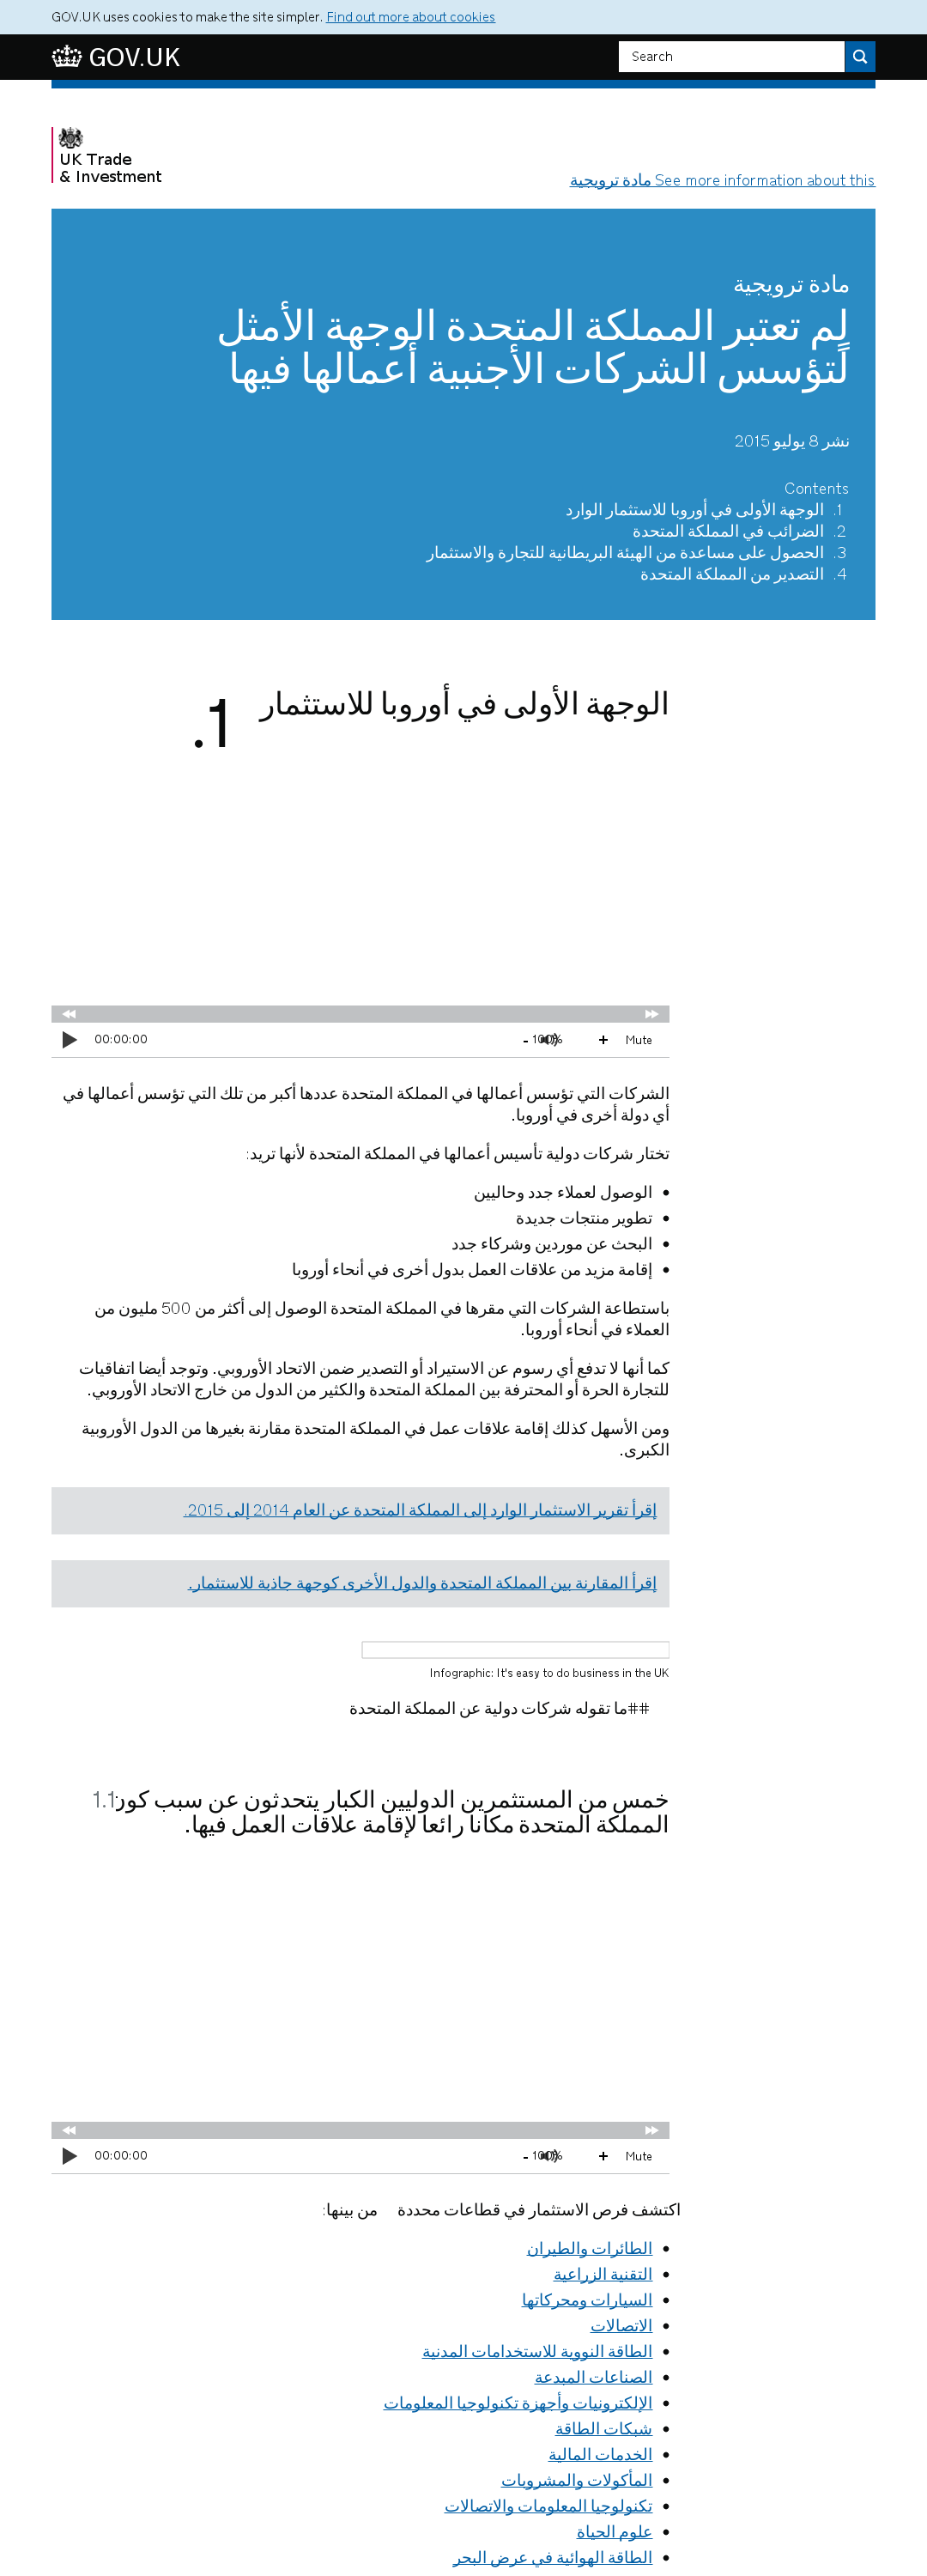 GOV.UK uses cookies to make the site simpler. Find out more about cookies
GOV.UK
Search
UK Trade
& Investment
See more information about this مادة ترويجية
مادة ترويجية
لِم تعتبر المملكة المتحدة الوجهة الأمثل
لًتؤسس الشركات الأجنبية أعمالها فيها
نشر 8 يوليو 2015
Contents
1. الوجهة الأولى في أوروبا للاستثمار الوارد
2. الضرائب في المملكة المتحدة
3. الحصول على مساعدة من الهيئة البريطانية للتجارة والاستثمار
4. التصدير من المملكة المتحدة
الوجهة الأولى في أوروبا للاستثمار
1.
00:00:00
- 100% + Mute
الشركات التي تؤسس أعمالها في المملكة المتحدة عددها أكبر من تلك التي تؤسس أعمالها في
أي دولة أخرى في أوروبا.
تختار شركات دولية تأسيس أعمالها في المملكة المتحدة لأنها تريد:
• الوصول لعملاء جدد وحاليين
• تطوير منتجات جديدة
• البحث عن موردين وشركاء جدد
• إقامة مزيد من علاقات العمل بدول أخرى في أنحاء أوروبا
باستطاعة الشركات التي مقرها في المملكة المتحدة الوصول إلى أكثر من 500 مليون من
العملاء في أنحاء أوروبا.
كما أنها لا تدفع أي رسوم عن الاستيراد أو التصدير ضمن الاتحاد الأوروبي. وتوجد أيضا اتفاقيات
للتجارة الحرة أو المحترفة بين المملكة المتحدة والكثير من الدول من خارج الاتحاد الأوروبي.
ومن الأسهل كذلك إقامة علاقات عمل في المملكة المتحدة مقارنة بغيرها من الدول الأوروبية
الكبرى.
إقرأ تقرير الاستثمار الوارد إلى المملكة المتحدة عن العام 2014 إلى 2015.
إقرأ المقارنة بين المملكة المتحدة والدول الأخرى كوجهة جاذبة للاستثمار.
Infographic: It's easy to do business in the UK
##ما تقوله شركات دولية عن المملكة المتحدة
خمس من المستثمرين الدوليين الكبار يتحدثون عن سبب كون
1.1
المملكة المتحدة مكانا رائعا لإقامة علاقات العمل فيها.
00:00:00
- 100% + Mute
اكتشف فرص الاستثمار في قطاعات محددة من بينها:
• الطائرات والطيران
• التقنية الزراعية
• السيارات ومحركاتها
• الاتصالات
• الطاقة النووية للاستخدامات المدنية
• الصناعات المبدعة
• الإلكترونيات وأجهزة تكنولوجيا المعلومات
• شبكات الطاقة
• الخدمات المالية
• المأكولات والمشروبات
• تكنولوجيا المعلومات والاتصالات
• علوم الحياة
• الطاقة الهوائية في عرض البحر